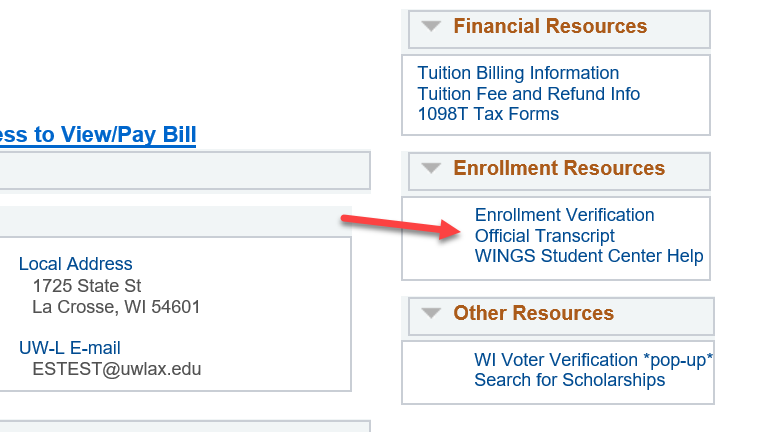 ess to View/Pay Bill
Local Address
1725 State St
La Crosse, WI 54601
UW-L E-mail
ESTEST@uwlax.edu
Financial Resources
Tuition Billing Information
Tuition Fee and Refund Info
1098T Tax Forms
Enrollment Resources
Enrollment Verification
Official Transcript
WINGS Student Center Help
Other Resources
WI Voter Verification *pop-up*
Search for Scholarships